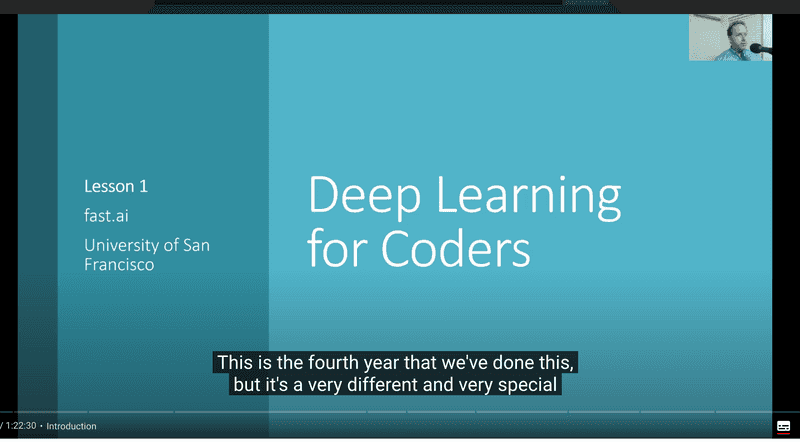 Lesson 1
fast.ai
University of San
Francisco
Deep Learning
for Coders
This is the fourth year that we've done this,
but it's a very different and very special
/ 1:22:30 • Introduction